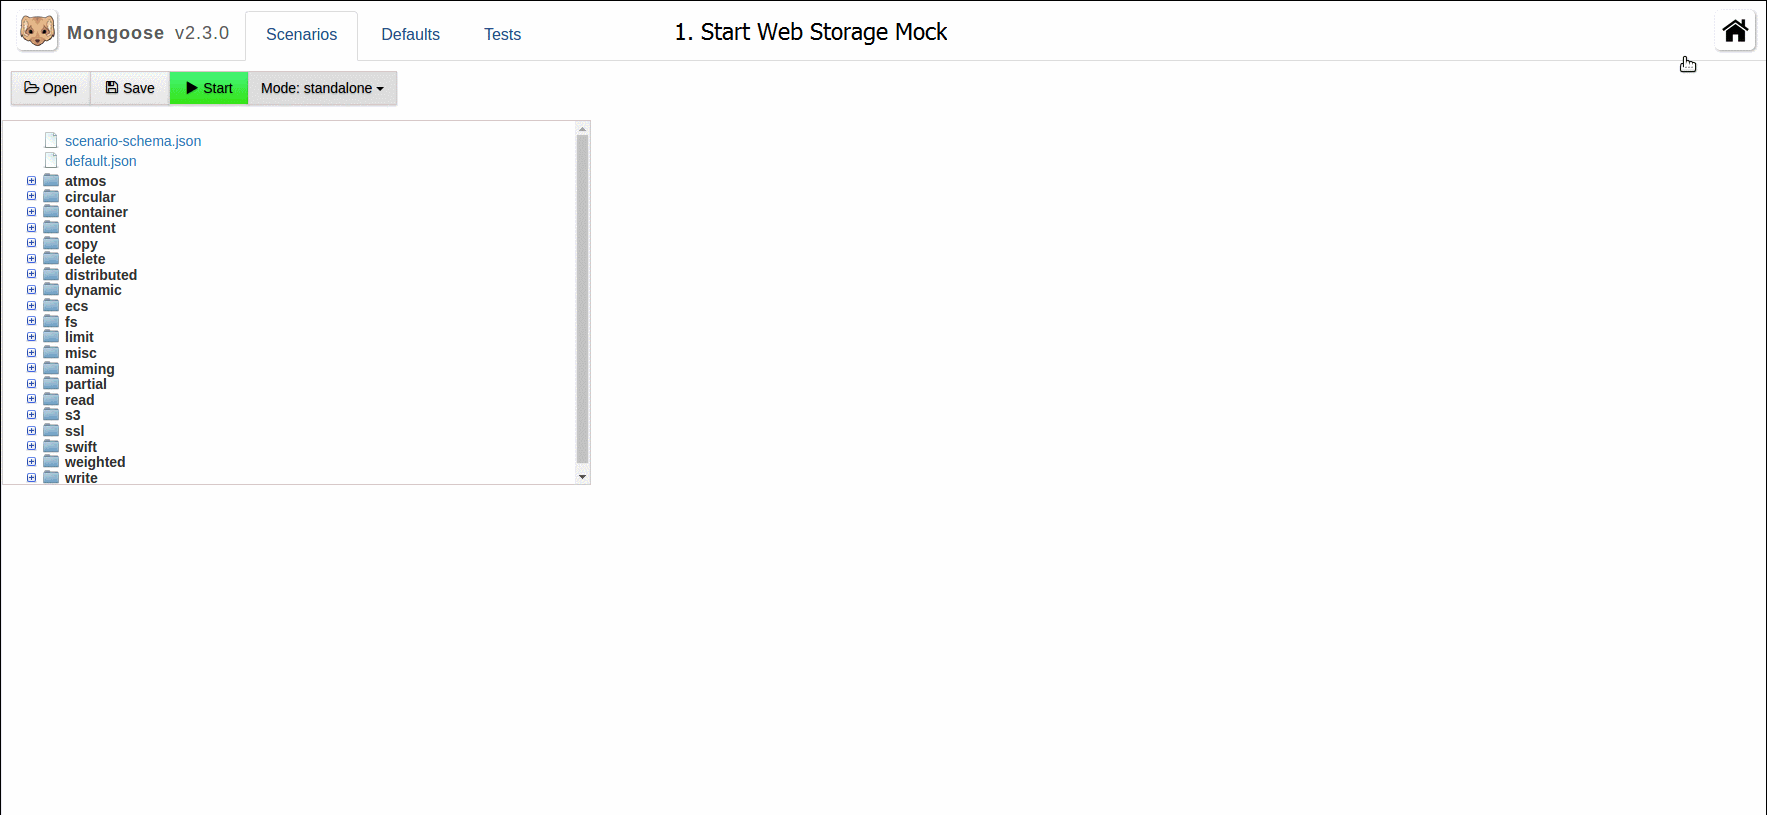 Mongoose v2.3.0 Scenarios Defaults Tests 1. Start Web Storage Mock
Open Save Start Mode: standalone
scenario-schema.json
default.json
atmos
circular
container
content
copy
delete
distributed
dynamic
ecs
fs
limit
misc
naming
partial
read
s3
ssl
swift
weighted
write